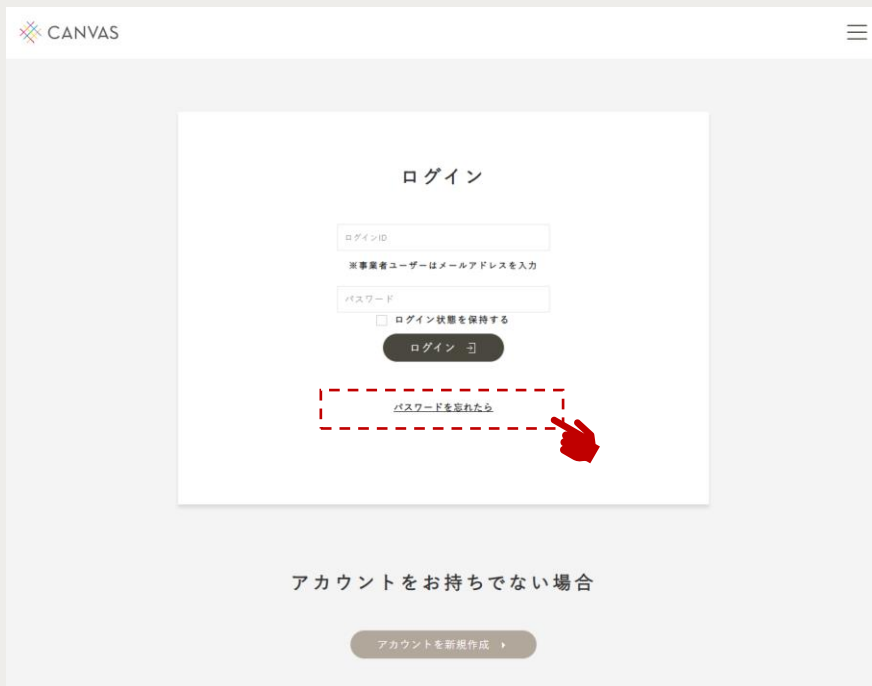 CANVAS
ログイン
ログインID
※事業者ユーザーはメールアドレスを入力
パスワード
ログイン状態を保持する
ログイン
パスワードを忘れたら
アカウントをお持ちでない場合
アカウントを新規作成